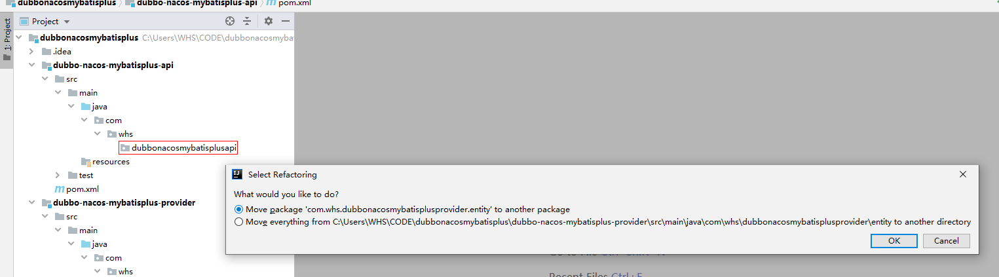 dubbonacosmybatisplus dubbo-nacos-mybatisplus-api m pom.xml
1: Project
Project
dubbonacosmybatisplus C:\Users\WHS\CODE\dubbonacosmybat
.idea
dubbo-nacos-mybatisplus-api
src
main
java
com
whs
dubbonacosmybatisplusapi
resources
test
m pom.xml
dubbo-nacos-mybatisplus-provider
src
main
java
com
whs
IJ Select Refactoring
What would you like to do?
Move package 'com.whs.dubbonacosmybatisplusprovider.entity' to another package
Move everything from C:\Users\WHS\CODE\dubbonacosmybatisplus\dubbo-nacos-mybatisplus-provider\src\main\java\com\whs\dubbonacosmybatisplusprovider\entity to another directory
OK Cancel
Recent Files Ctrl+E